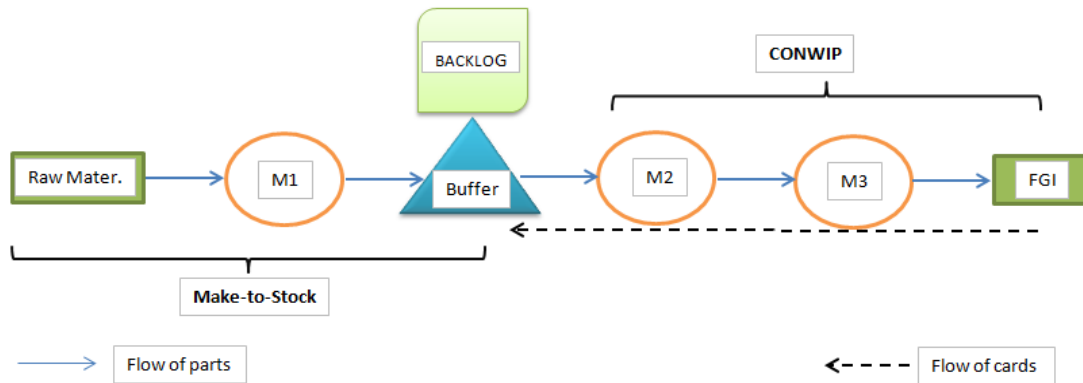 BACKLOG
CONWIP
Raw Mater.
M1
Buffer
M2
M3
FGI
Make-to-Stock
Flow of parts
Flow of cards